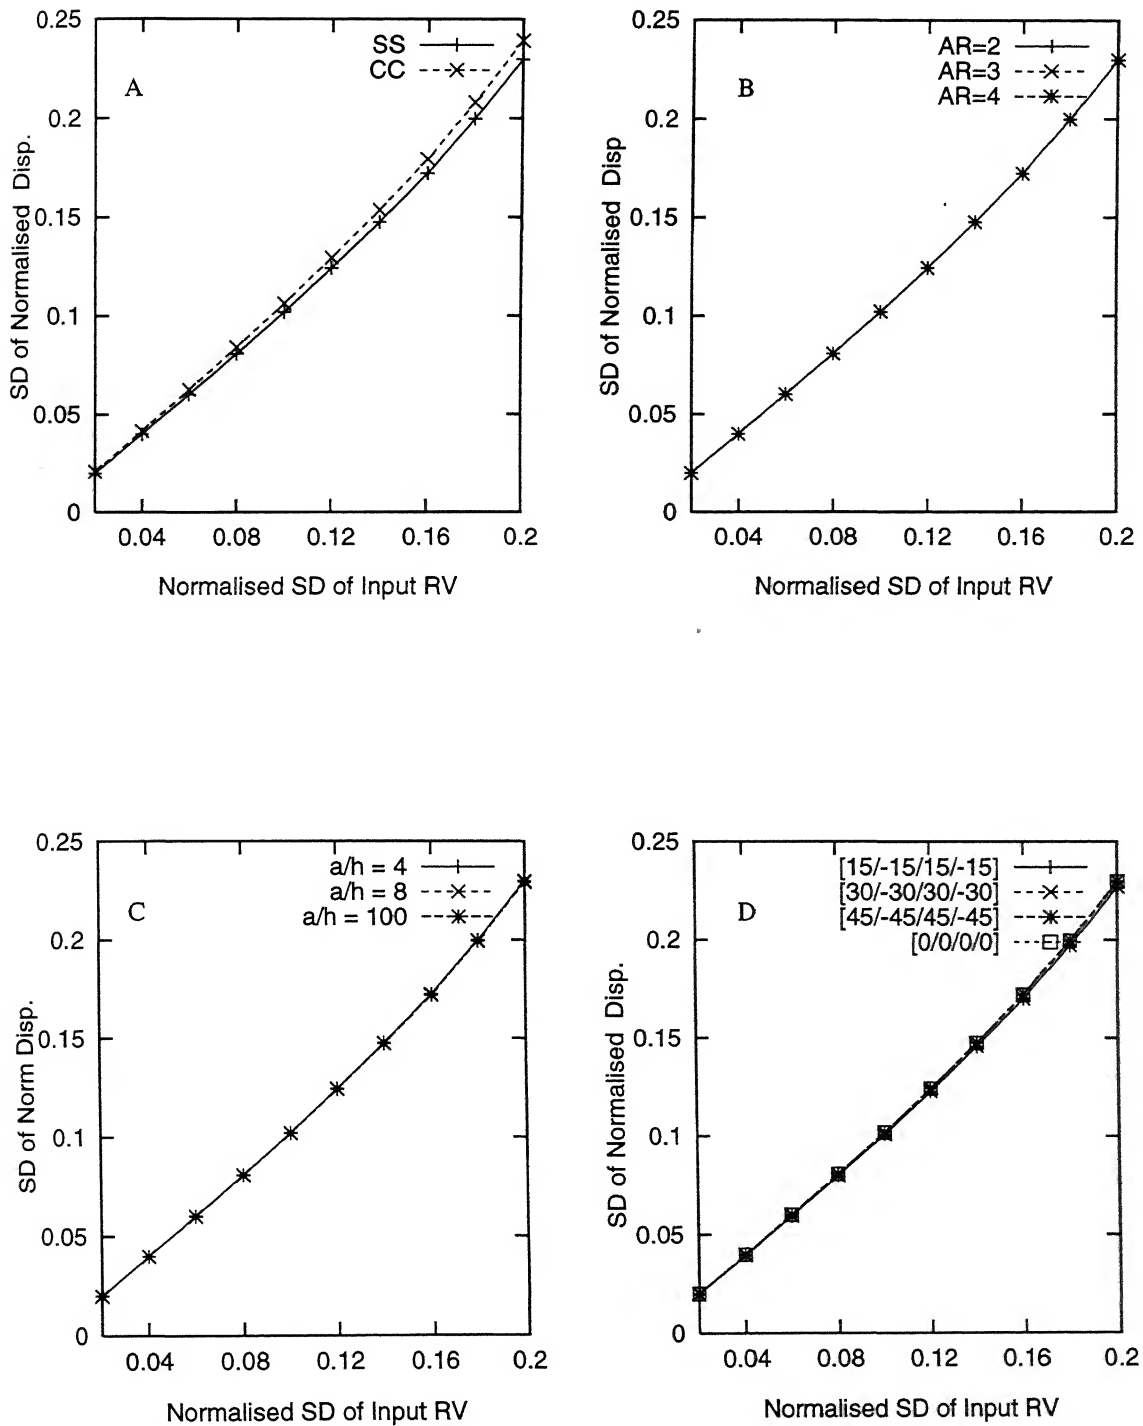 0.25
0.2
0.15
0.1
0.05
0
SD of Normalised Disp.
A
SS
CC
0.04 0.08 0.12 0.16 0.2
Normalised SD of Input RV
0.25
0.2
0.15
0.1
0.05
0
SD of Normalised Disp
B
AR=2
AR=3
AR=4
0.04 0.08 0.12 0.16 0.2
Normalised SD of Input RV
0.25
0.2
0.15
0.1
0.05
0
SD of Norm Disp.
C
a/h = 4
a/h = 8
a/h = 100
0.04 0.08 0.12 0.16 0.2
Normalised SD of Input RV
0.25
0.2
0.15
0.1
0.05
0
SD of Normalised Disp.
D
[15/-15/15/-15]
[30/-30/30/-30]
[45/-45/45/-45]
[0/0/0/0]
0.04 0.08 0.12 0.16 0.2
Normalised SD of Input RV